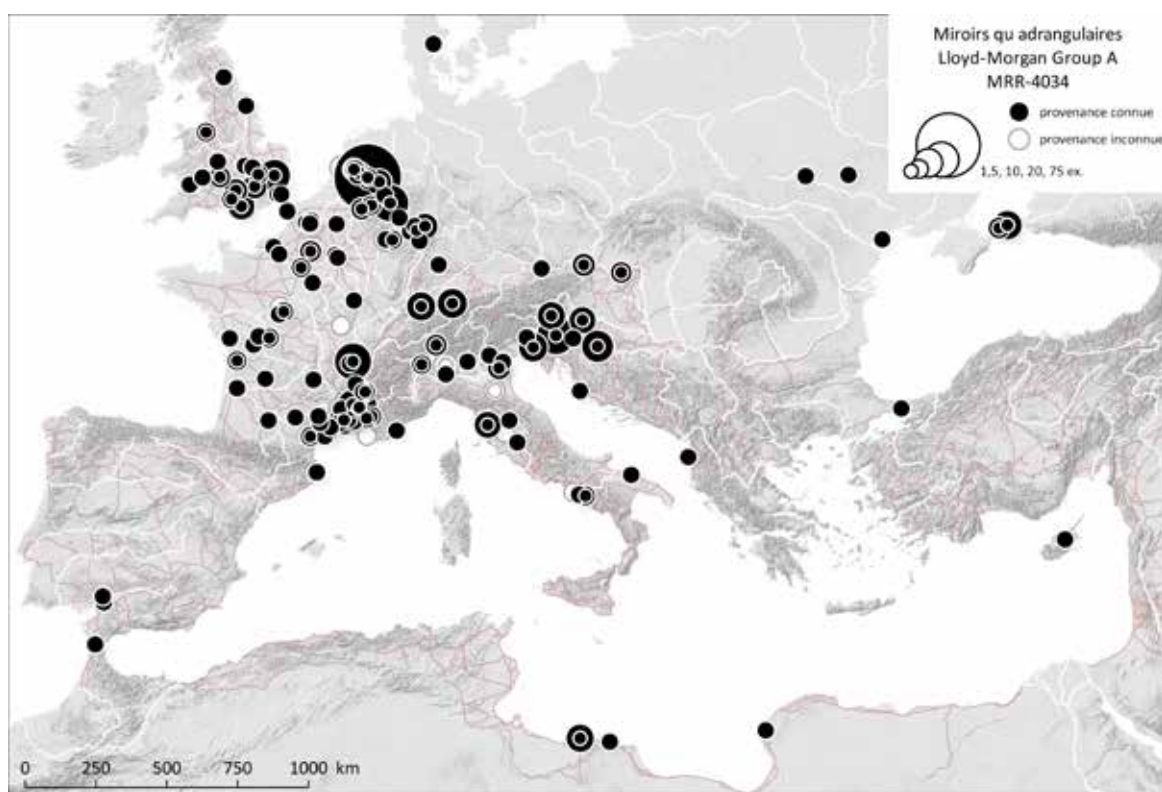 Miroirs qu adrangulaires
Lloyd-Morgan Group A
MRR-4034
provenance connue
provenance inconnue
1,5, 10, 20, 75 ex.
0 250 500 750 1000 km